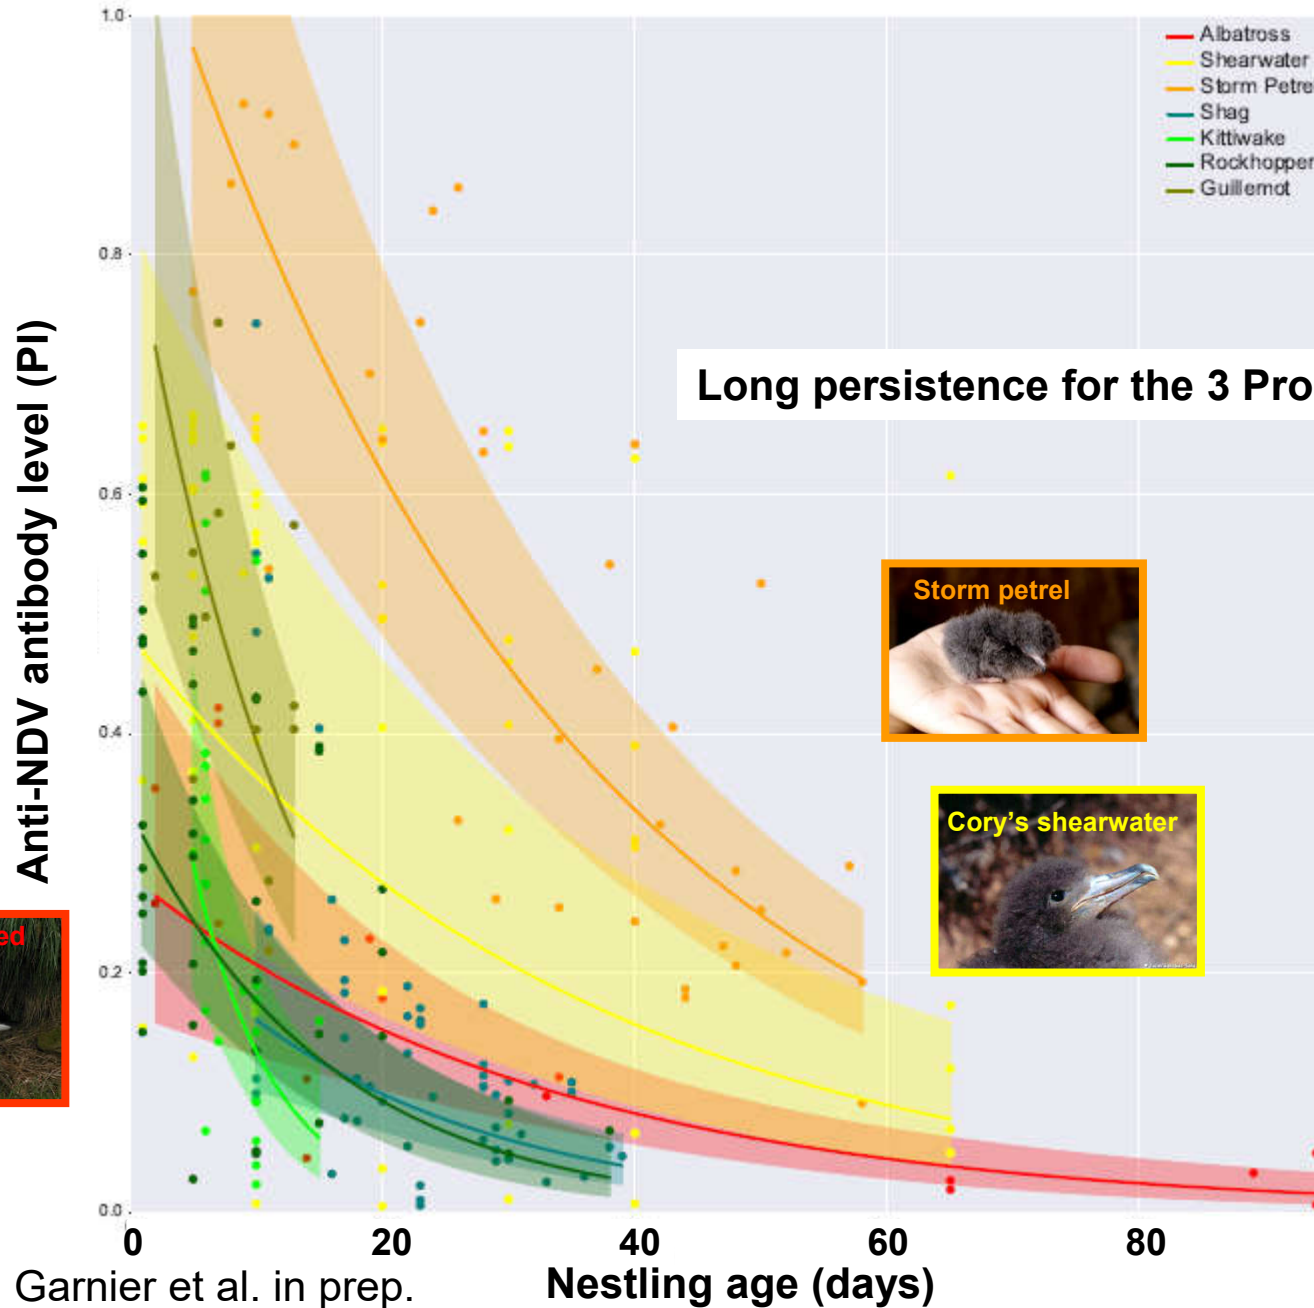 1.0
Albatross
Shearwater
Storm Petre
Shag
Kittiwake
Rockhopper
Guillemot
0.8
Anti-NDV antibody level (PI)
Long persistence for the 3 Pro
0.6
Storm petrel
0.4
Cory's shearwater
ed
0.2
0.0
0 20 40 60 80
Garnier et al. in prep.
Nestling age (days)